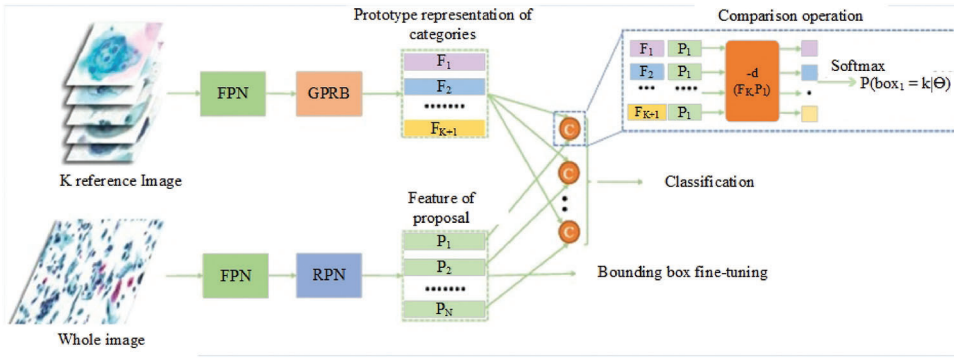 Prototype representation of
categories
Comparison operation
FPN
GPRB
F1
F2
•••••••
FK+1
K reference Image
F1 P1
F2 P1
••• •••••
FK+1 P1
-d
(FK,P1)
Softmax
P(box1 = k|Θ)
C
C
C
Classification
Feature of
proposal
P1
P2
•••••••
PN
FPN
RPN
Bounding box fine-tuning
Whole image